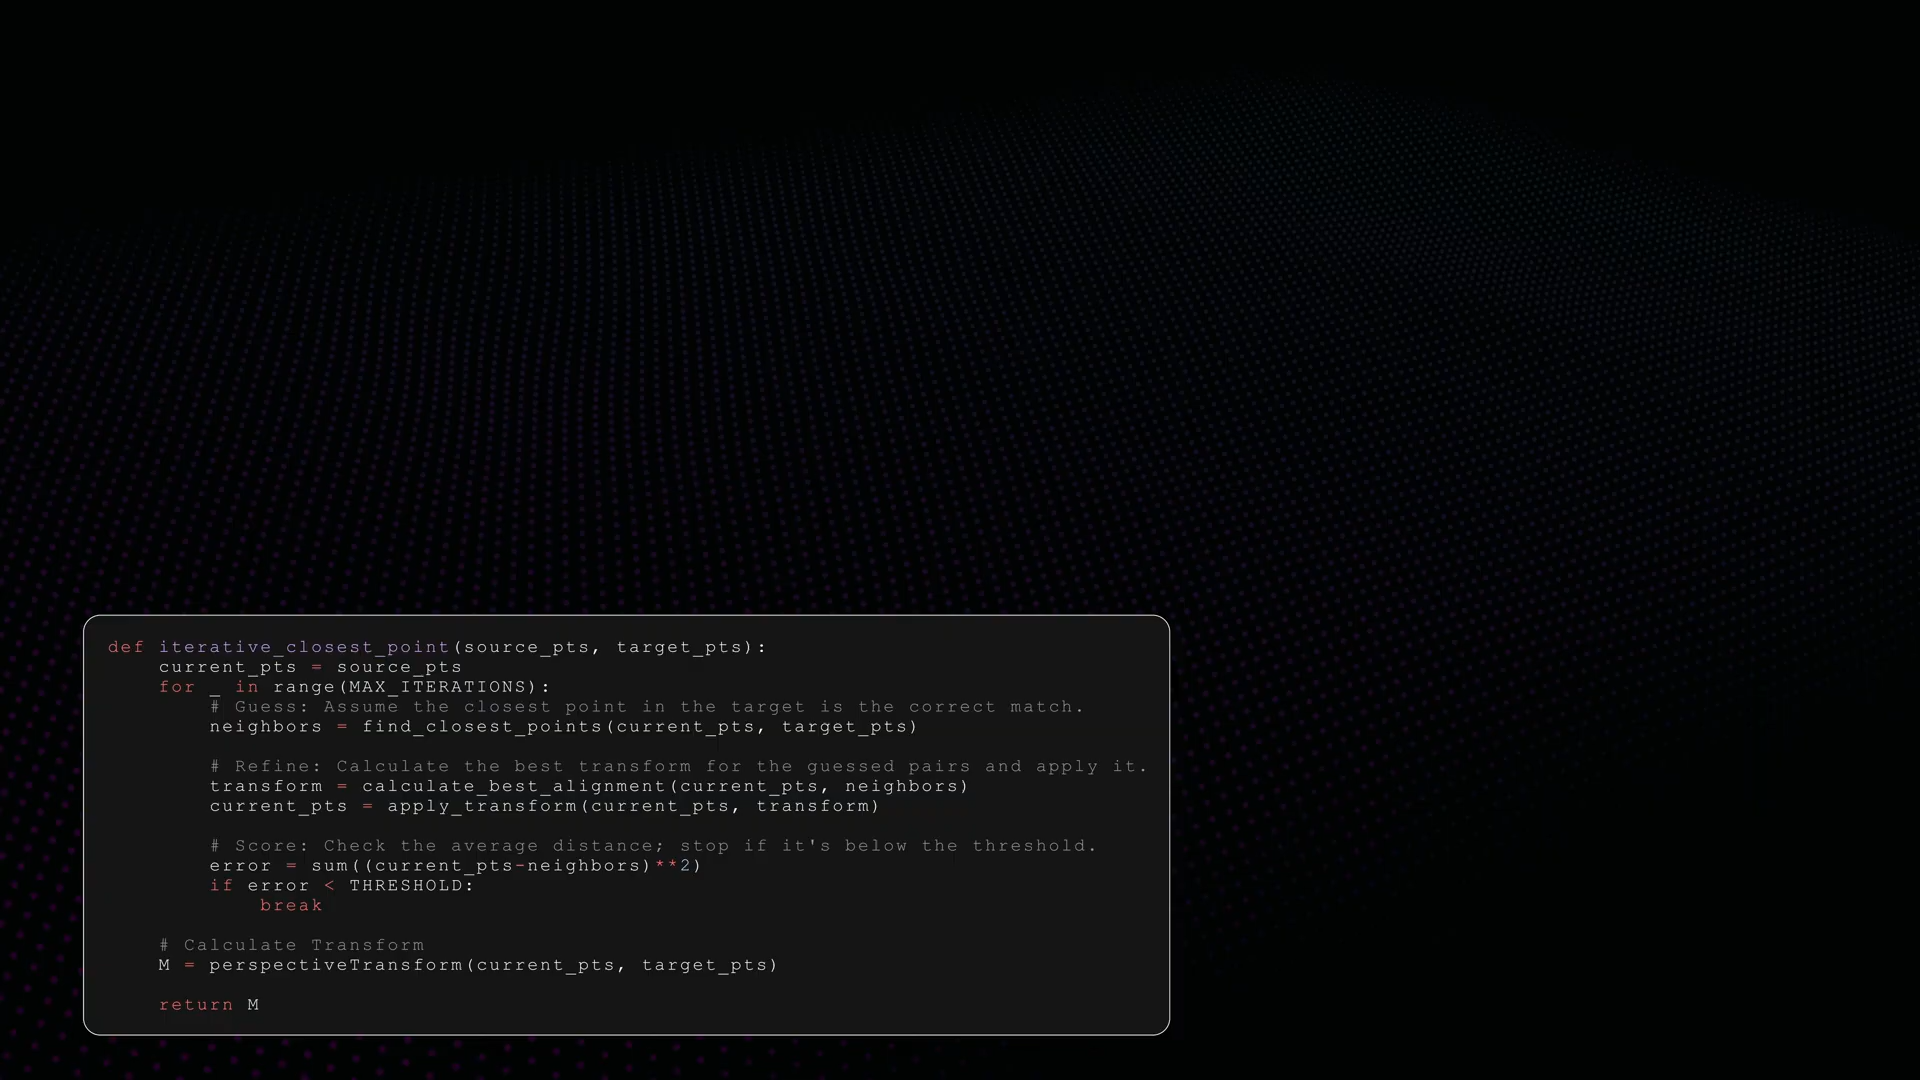 def iterative_closest_point(source_pts, target_pts):
    current_pts = source_pts
    for _ in range(MAX_ITERATIONS):
        # Guess: Assume the closest point in the target is the correct match.
        neighbors = find_closest_points(current_pts, target_pts)
        # Refine: Calculate the best transform for the guessed pairs and apply it.
        transform = calculate_best_alignment(current_pts, neighbors)
        current_pts = apply_transform(current_pts, transform)
        # Score: Check the average distance; stop if it's below the threshold.
        error = sum((current_pts-neighbors)**2)
        if error < THRESHOLD:
            break
    # Calculate Transform
    M = perspectiveTransform(current_pts, target_pts)
    return M